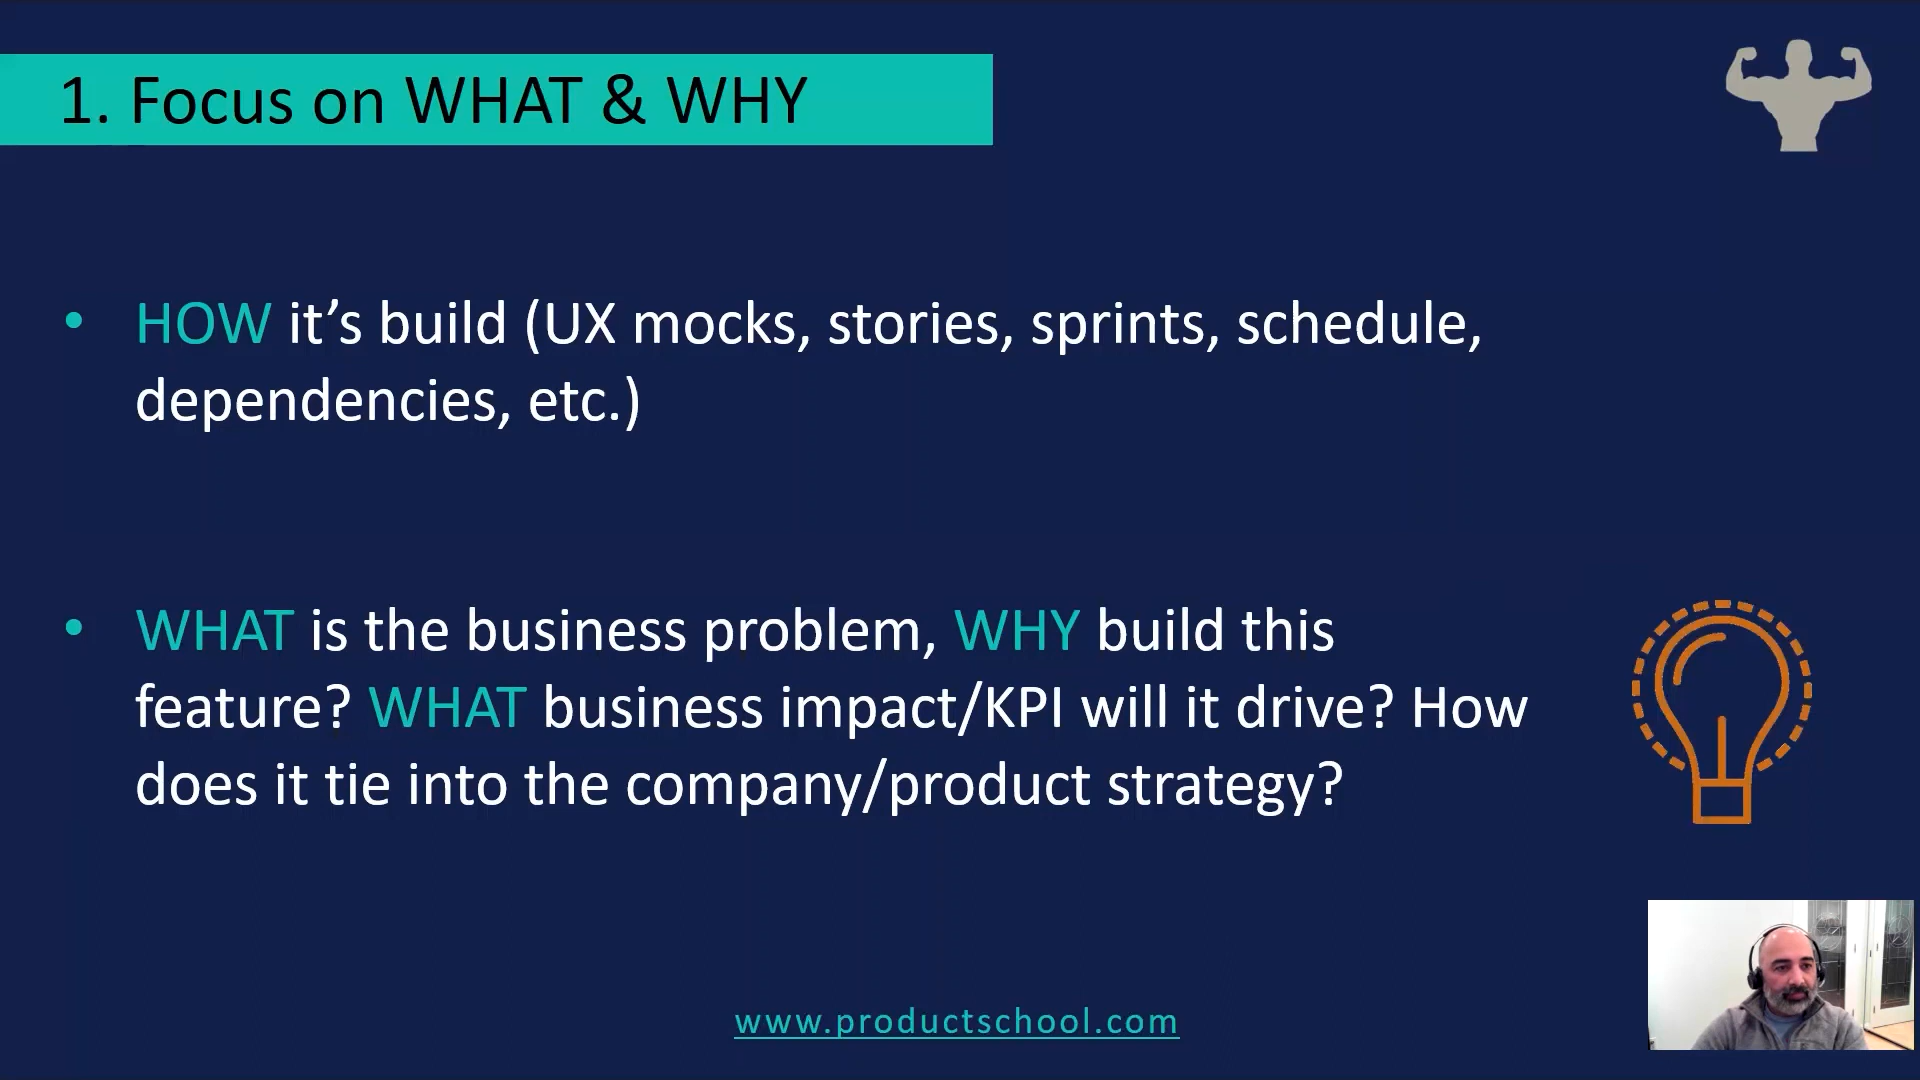 1. Focus on WHAT & WHY
• HOW it’s build (UX mocks, stories, sprints, schedule,
dependencies, etc.)
• WHAT is the business problem, WHY build this
feature? WHAT business impact/KPI will it drive? How
does it tie into the company/product strategy?
www.productschool.com